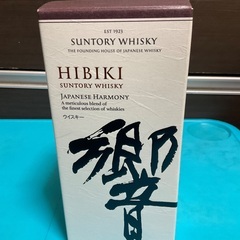 EST 1923
SUNTORY WHISKY
THE FOUNDING HOUSE OF JAPANESE WHISKY
HIBIKI
SUNTORY WHISKY
JAPANESE HARMONY
A meticulous blend of
the finest selection of whiskies
ウイスキー
響